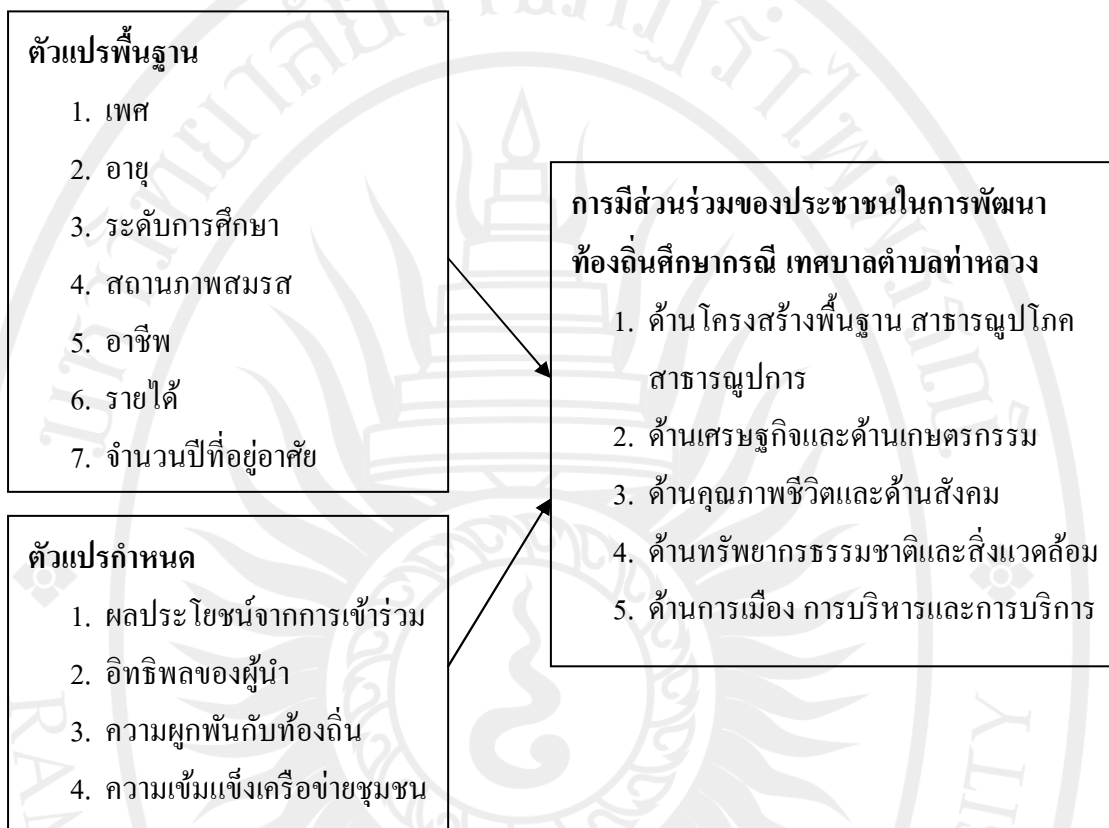 ตัวแปรพื้นฐาน
1. เพศ
2. อายุ
3. ระดับการศึกษา
4. สถานภาพสมรส
5. อาชีพ
6. รายได้
7. จำนวนปีที่อยู่อาศัย
ตัวแปรกำหนด
1. ผลประโยชน์จากการเข้าร่วม
2. อิทธิพลของผู้นำ
3. ความผูกพันกับท้องถิ่น
4. ความเข้มแข็งเครือข่ายชุมชน
การมีส่วนร่วมของประชาชนในการพัฒนา
ท้องถิ่นศึกษากรณี เทศบาลตำบลท่าหลวง
1. ด้านโครงสร้างพื้นฐาน สาธารณูปโภค
สาธารณูปการ
2. ด้านเศรษฐกิจและด้านเกษตรกรรม
3. ด้านคุณภาพชีวิตและด้านสังคม
4. ด้านทรัพยากรธรรมชาติและสิ่งแวดล้อม
5. ด้านการเมือง การบริหารและการบริการ